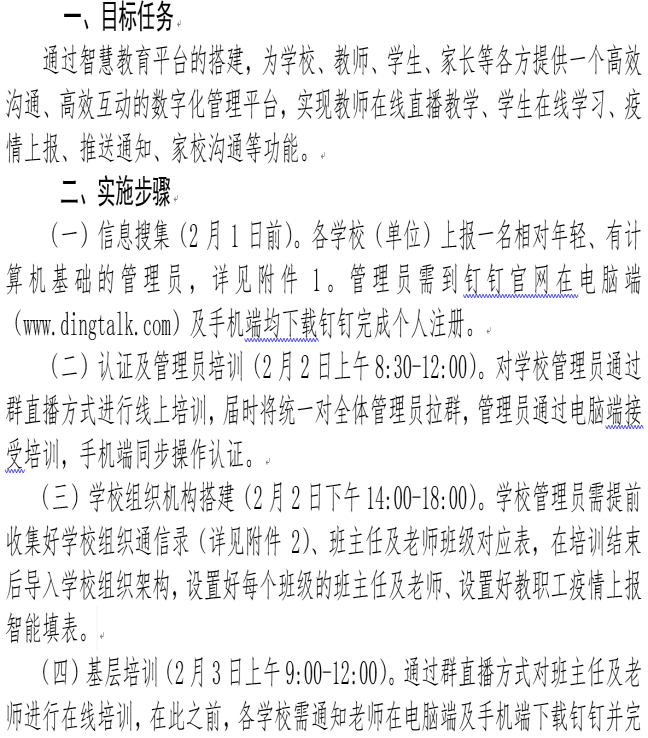 一、目标任务
通过智慧教育平台的搭建，为学校、教师、学生、家长等各方提供一个高效
沟通、高效互动的数字化管理平台，实现教师在线直播教学、学生在线学习、疫
情上报、推送通知、家校沟通等功能。
二、实施步骤
（一）信息搜集（2 月 1 日前）。各学校（单位）上报一名相对年轻、有计
算机基础的管理员，详见附件 1。管理员需到钉钉官网在电脑端
（www.dingtalk.com）及手机端均下载钉钉完成个人注册。
（二）认证及管理员培训（2 月 2 日上午 8:30-12:00）。对学校管理员通过
群直播方式进行线上培训，届时将统一对全体管理员拉群，管理员通过电脑端接
受培训，手机端同步操作认证。
（三）学校组织机构搭建（2 月 2 日下午 14:00-18:00）。学校管理员需提前
收集好学校组织通信录（详见附件 2）、班主任及老师班级对应表，在培训结束
后导入学校组织架构，设置好每个班级的班主任及老师、设置好教职工疫情上报
智能填表。
（四）基层培训（2 月 3 日上午 9:00-12:00）。通过群直播方式对班主任及老
师进行在线培训，在此之前，各学校需通知老师在电脑端及手机端下载钉钉并完